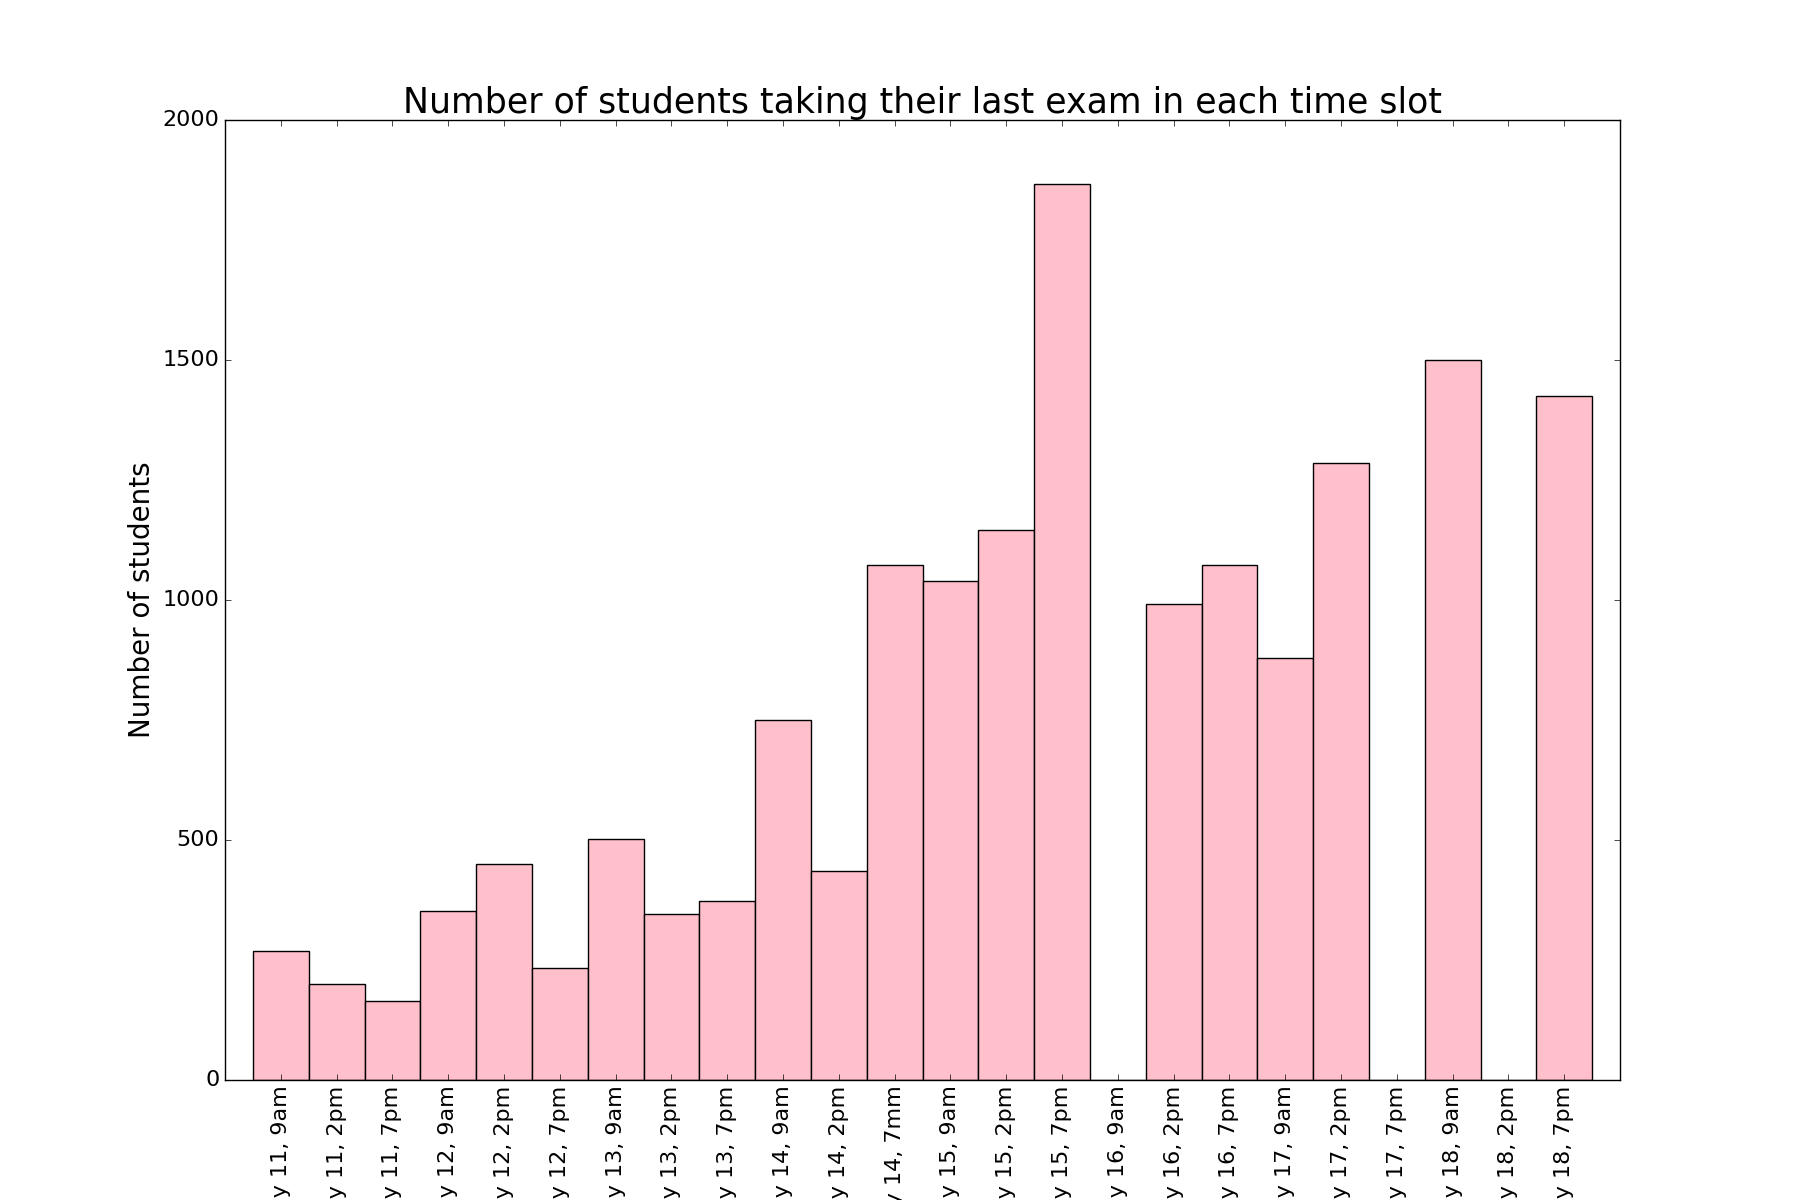 Number of students taking their last exam in each time slot
Number of students
2000
1500
1000
500
0
y 11, 9am
y 11, 2pm
y 11, 7pm
y 12, 9am
y 12, 2pm
y 12, 7pm
y 13, 9am
y 13, 2pm
y 13, 7pm
y 14, 9am
y 14, 2pm
y 14, 7mm
y 15, 9am
y 15, 2pm
y 15, 7pm
y 16, 9am
y 16, 2pm
y 16, 7pm
y 17, 9am
y 17, 2pm
y 17, 7pm
y 18, 9am
y 18, 2pm
y 18, 7pm